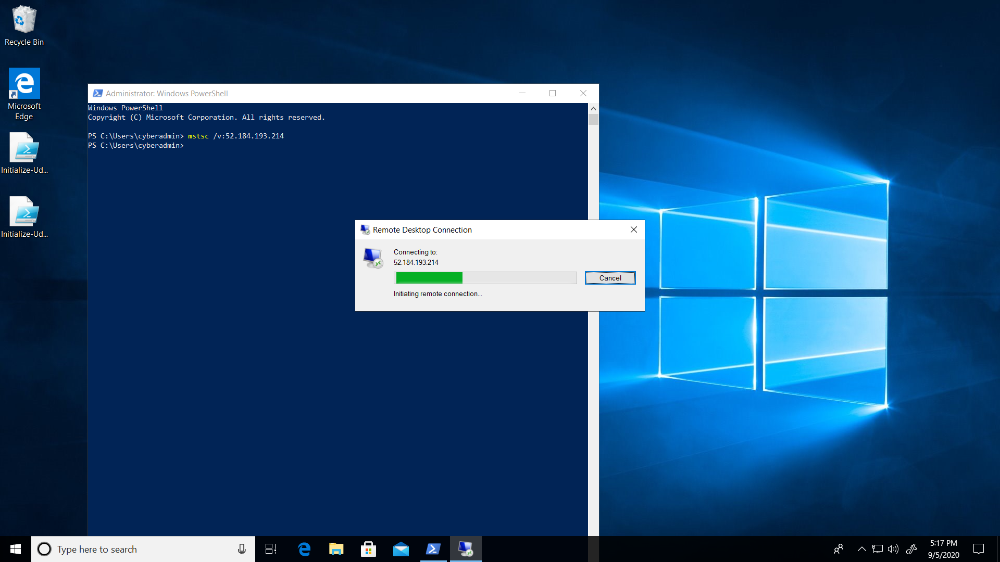 Recycle Bin
Microsoft
Edge
Initialize-Ud...
Initialize-Ud...
Administrator: Windows PowerShell
Windows PowerShell
Copyright (C) Microsoft Corporation. All rights reserved.
PS C:\Users\cyberadmin> mstsc /v:52.184.193.214
PS C:\Users\cyberadmin>
Remote Desktop Connection
Connecting to:
52.184.193.214
Cancel
Initiating remote connection...
Type here to search
5:17 PM
9/5/2020